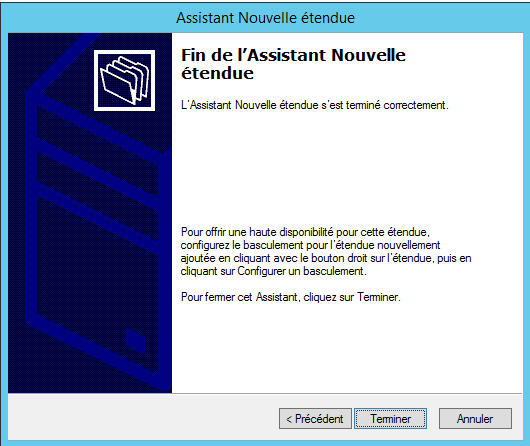 Assistant Nouvelle étendue
Fin de l'Assistant Nouvelle
étendue
L'Assistant Nouvelle étendue s'est terminé correctement.
Pour offrir une haute disponibilité pour cette étendue,
configurez le basculement pour l'étendue nouvellement
ajoutée en cliquant avec le bouton droit sur l'étendue, puis en
cliquant sur Configurer un basculement.
Pour fermer cet Assistant, cliquez sur Terminer.
< Précédent
Terminer
Annuler